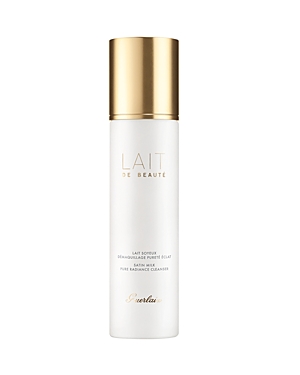 LAIT
DE BEAUTÉ
LAIT SOYEUX
DÉMAQUILLAGE PURETÉ ÉCLAT
SATIN MILK
PURE RADIANCE CLEANSER
Guerlain